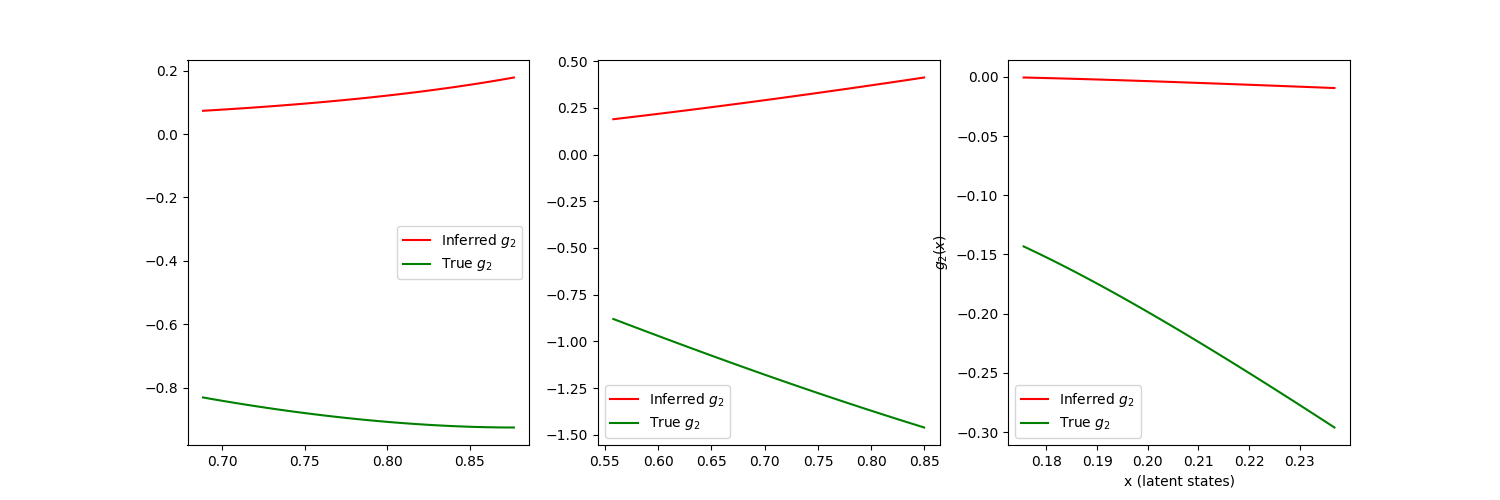 0.2
0.0
−0.2
−0.4
−0.6
−0.8
0.70 0.75 0.80 0.85
Inferred g₂
True g₂
0.50
0.25
0.00
−0.25
−0.50
−0.75
−1.00
−1.25
−1.50
0.55 0.60 0.65 0.70 0.75 0.80 0.85
Inferred g₂
True g₂
g₂(x)
0.00
−0.05
−0.10
−0.15
−0.20
−0.25
−0.30
0.18 0.19 0.20 0.21 0.22 0.23
x (latent states)
Inferred g₂
True g₂